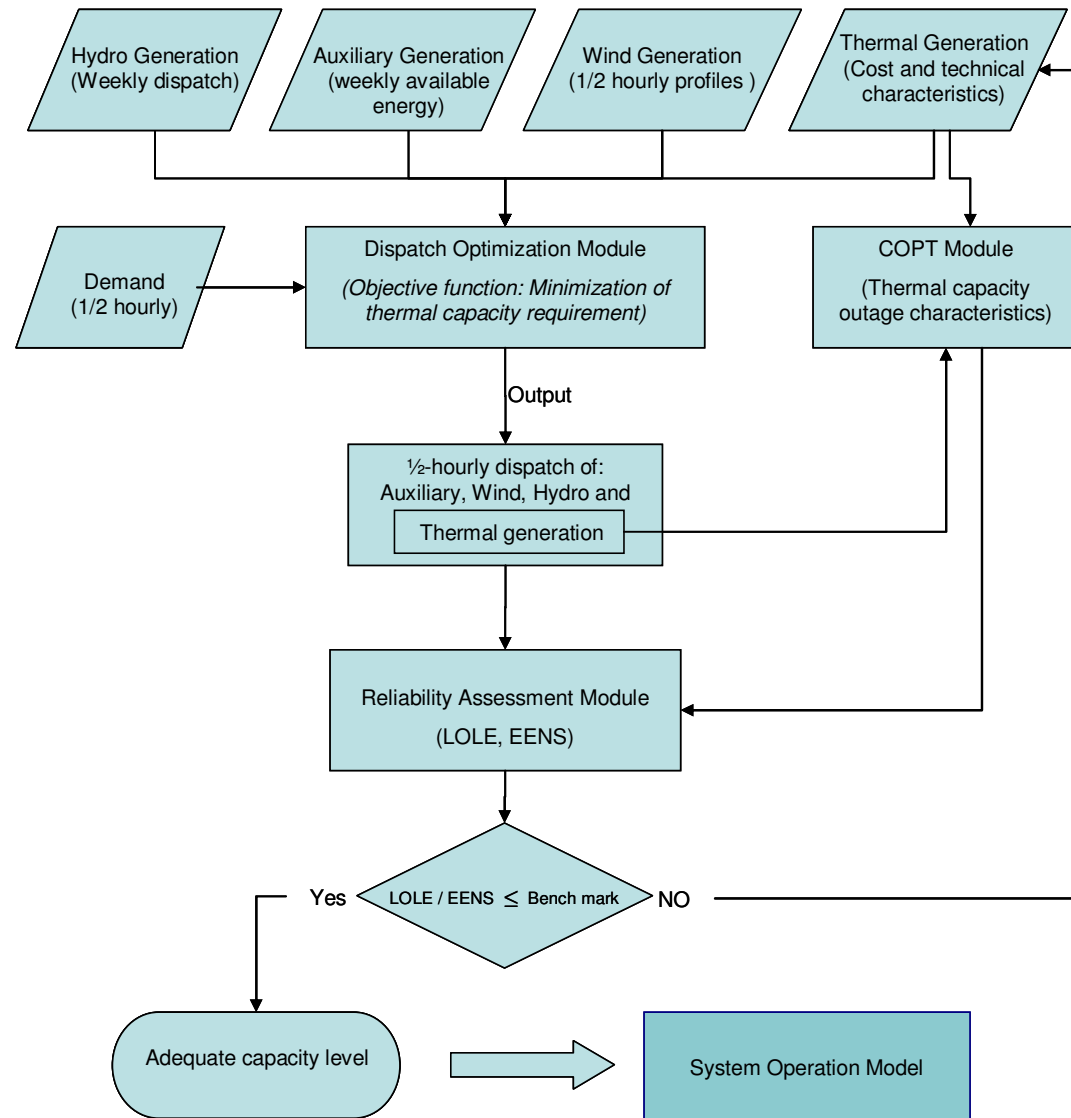 Hydro Generation
(Weekly dispatch)
Auxiliary Generation
(weekly available
energy)
Wind Generation
(1/2 hourly profiles )
Thermal Generation
(Cost and technical
characteristics)
Demand
(1/2 hourly)
Dispatch Optimization Module
(Objective function: Minimization of
thermal capacity requirement)
COPT Module
(Thermal capacity
outage characteristics)
Output
½-hourly dispatch of:
Auxiliary, Wind, Hydro and
Thermal generation
Reliability Assessment Module
(LOLE, EENS)
Yes
LOLE / EENS ≤ Bench mark
NO
Adequate capacity level
System Operation Model